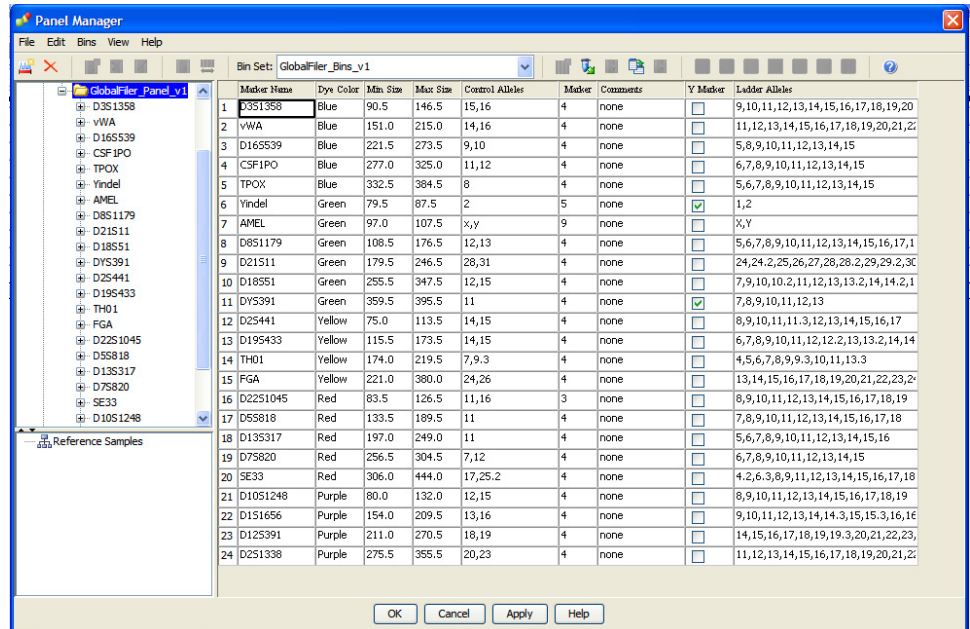 Panel Manager
File Edit Bins View Help
Bin Set: GlobalFiler_Bins_v1
GlobalFiler_Panel_v1
D3S1358
vWA
D16S539
CSF1PO
TPOX
Yindel
AMEL
D8S1179
D21S11
D18S51
DYS391
D2S441
D19S433
TH01
FGA
D22S1045
D5S818
D13S317
D7S820
SE33
D10S1248
Reference Samples
Marker Name Dye Color Min Size Max Size Control Alleles Marker Comments Y Marker Ladder Alleles
1 D3S1358 Blue 90.5 146.5 15,16 4 none 9,10,11,12,13,14,15,16,17,18,19,20
2 vWA Blue 151.0 215.0 14,16 4 none 11,12,13,14,15,16,17,18,19,20,21,22
3 D16S539 Blue 221.5 273.5 9,10 4 none 5,8,9,10,11,12,13,14,15
4 CSF1PO Blue 277.0 325.0 11,12 4 none 6,7,8,9,10,11,12,13,14,15
5 TPOX Blue 332.5 384.5 8 4 none 5,6,7,8,9,10,11,12,13,14,15
6 Yindel Green 79.5 87.5 2 5 none 1,2
7 AMEL Green 97.0 107.5 x,y 9 none X,Y
8 D8S1179 Green 108.5 176.5 12,13 4 none 5,6,7,8,9,10,11,12,13,14,15,16,17,1
9 D21S11 Green 179.5 246.5 28,31 4 none 24,24.2,25,26,27,28,28.2,29,29.2,30
10 D18S51 Green 255.5 347.5 12,15 4 none 7,9,10,10.2,11,12,13,13.2,14,14.2,1
11 DYS391 Green 359.5 395.5 11 4 none 7,8,9,10,11,12,13
12 D2S441 Yellow 75.0 113.5 14,15 4 none 8,9,10,11,11.3,12,13,14,15,16,17
13 D19S433 Yellow 115.5 173.5 14,15 4 none 6,7,8,9,10,11,12,12.2,13,13.2,14,14
14 TH01 Yellow 174.0 219.5 7,9.3 4 none 4,5,6,7,8,9,9.3,10,11,13.3
15 FGA Yellow 221.0 380.0 24,26 4 none 13,14,15,16,17,18,19,20,21,22,23,2
16 D22S1045 Red 83.5 126.5 11,16 3 none 8,9,10,11,12,13,14,15,16,17,18,19
17 D5S818 Red 133.5 189.5 11 4 none 7,8,9,10,11,12,13,14,15,16,17,18
18 D13S317 Red 197.0 249.0 11 4 none 5,6,7,8,9,10,11,12,13,14,15,16
19 D7S820 Red 256.5 304.5 7,12 4 none 6,7,8,9,10,11,12,13,14,15
20 SE33 Red 306.0 444.0 17,25.2 4 none 4.2,6.3,8,9,11,12,13,14,15,16,17,18
21 D10S1248 Purple 80.0 132.0 12,15 4 none 8,9,10,11,12,13,14,15,16,17,18,19
22 D1S1656 Purple 154.0 209.5 13,16 4 none 9,10,11,12,13,14,14.3,15,15.3,16,16
23 D12S391 Purple 211.0 270.5 18,19 4 none 14,15,16,17,18,19,19.3,20,21,22,23,
24 D2S1338 Purple 275.5 355.5 20,23 4 none 11,12,13,14,15,16,17,18,19,20,21,22
OK Cancel Apply Help